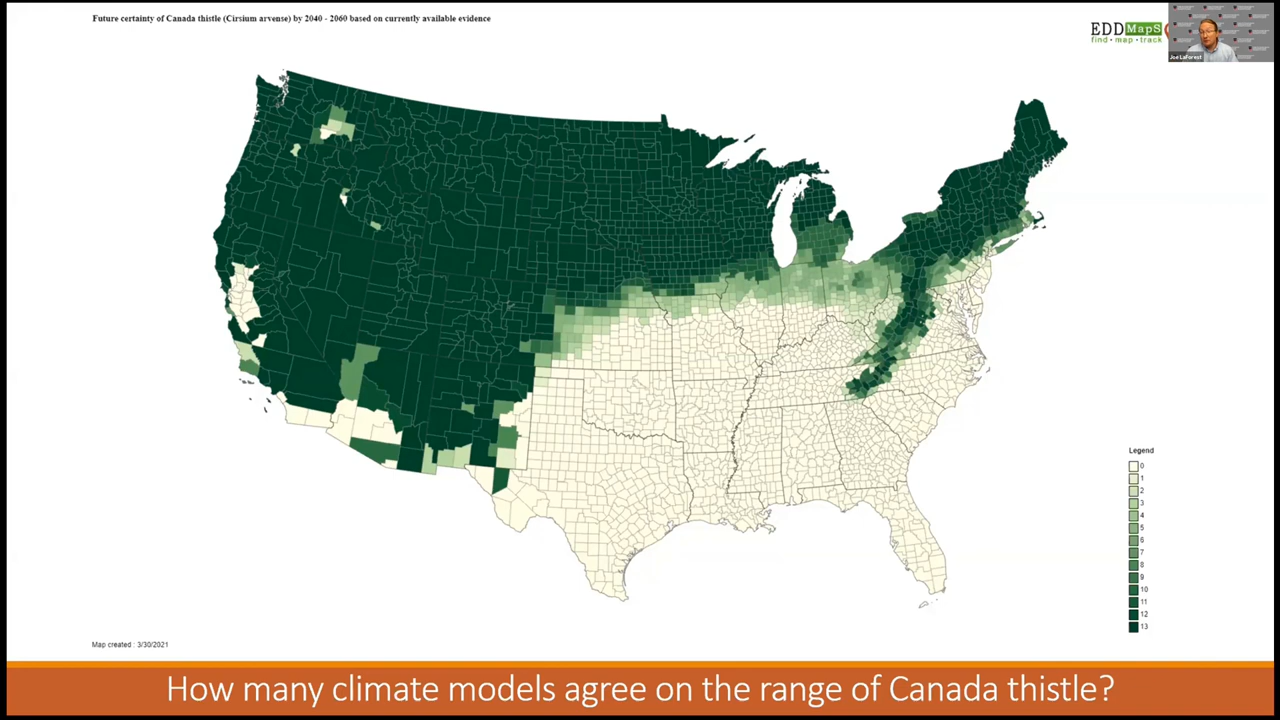 Future certainty of Canada thistle (Cirsium arvense) by 2040 - 2060 based on currently available evidence
EDDMapS
find • map • track
Joe LaForest
Legend
0
1
2
3
4
5
6
7
8
9
10
11
12
13
Map created : 3/30/2021
How many climate models agree on the range of Canada thistle?